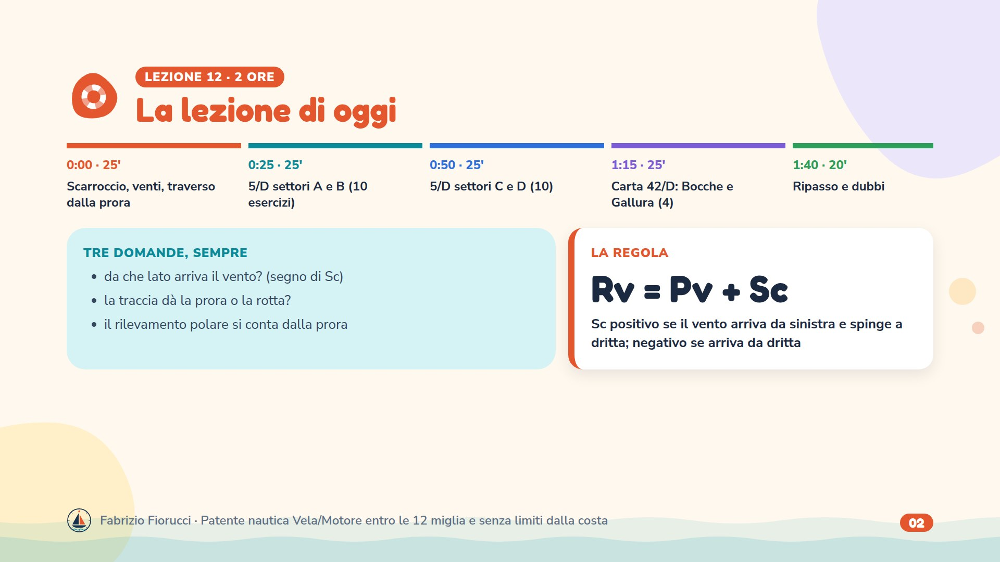 LEZIONE 12 · 2 ORE
La lezione di oggi
0:00 · 25'
Scarroccio, venti, traverso
dalla prora
0:25 · 25'
5/D settori A e B (10
esercizi)
0:50 · 25'
5/D settori C e D (10)
1:15 · 25'
Carta 42/D: Bocche e
Gallura (4)
1:40 · 20'
Ripasso e dubbi
TRE DOMANDE, SEMPRE
• da che lato arriva il vento? (segno di Sc)
• la traccia dà la prora o la rotta?
• il rilevamento polare si conta dalla prora
LA REGOLA
Rv = Pv + Sc
Sc positivo se il vento arriva da sinistra e spinge a
dritta; negativo se arriva da dritta
Fabrizio Fiorucci · Patente nautica Vela/Motore entro le 12 miglia e senza limiti dalla costa
02